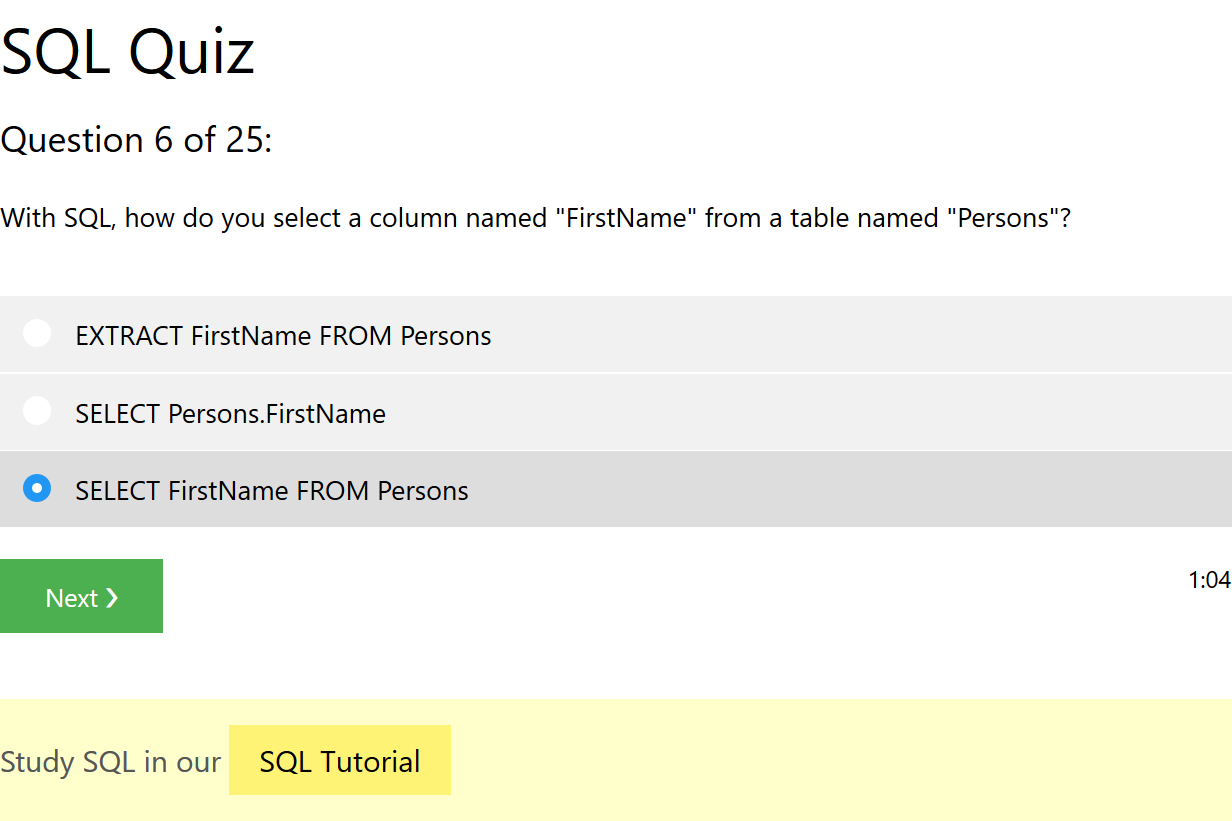 SQL Quiz
Question 6 of 25:
With SQL, how do you select a column named "FirstName" from a table named "Persons"?
EXTRACT FirstName FROM Persons
SELECT Persons.FirstName
SELECT FirstName FROM Persons
Next ❯
1:04
Study SQL in our SQL Tutorial